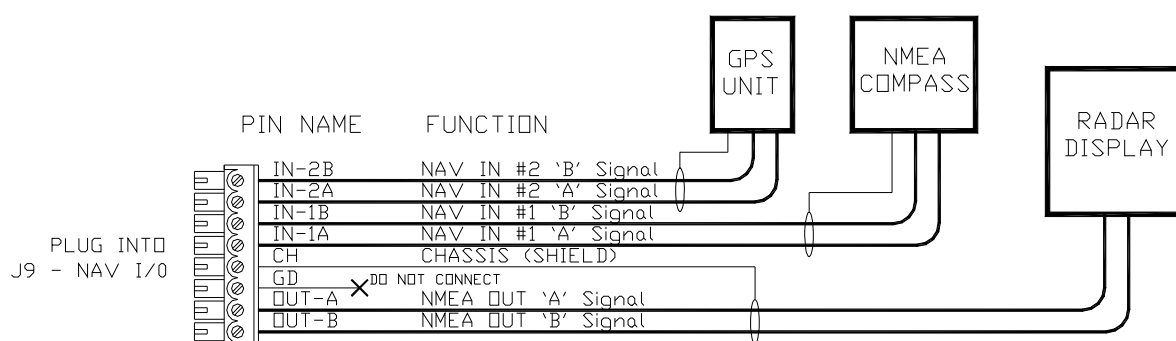 GPS
UNIT
NMEA
COMPASS
RADAR
DISPLAY
PIN NAME FUNCTION
IN-2B NAV IN #2 'B' Signal
IN-2A NAV IN #2 'A' Signal
IN-1B NAV IN #1 'B' Signal
IN-1A NAV IN #1 'A' Signal
CH CHASSIS (SHIELD)
GD DO NOT CONNECT
OUT-A NMEA OUT 'A' Signal
OUT-B NMEA OUT 'B' Signal
PLUG INTO
J9 - NAV I/O